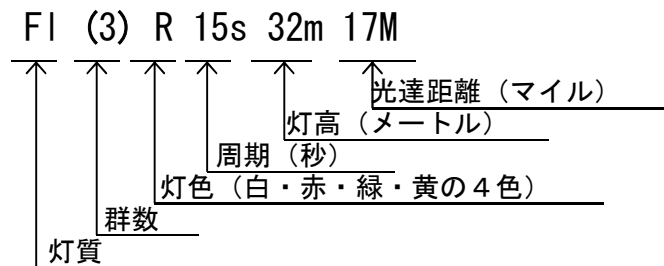 Fl (3) R 15s 32m 17M
光達距離（マイル）
灯高（メートル）
周期（秒）
灯色（白・赤・緑・黄の４色）
群数
灯質